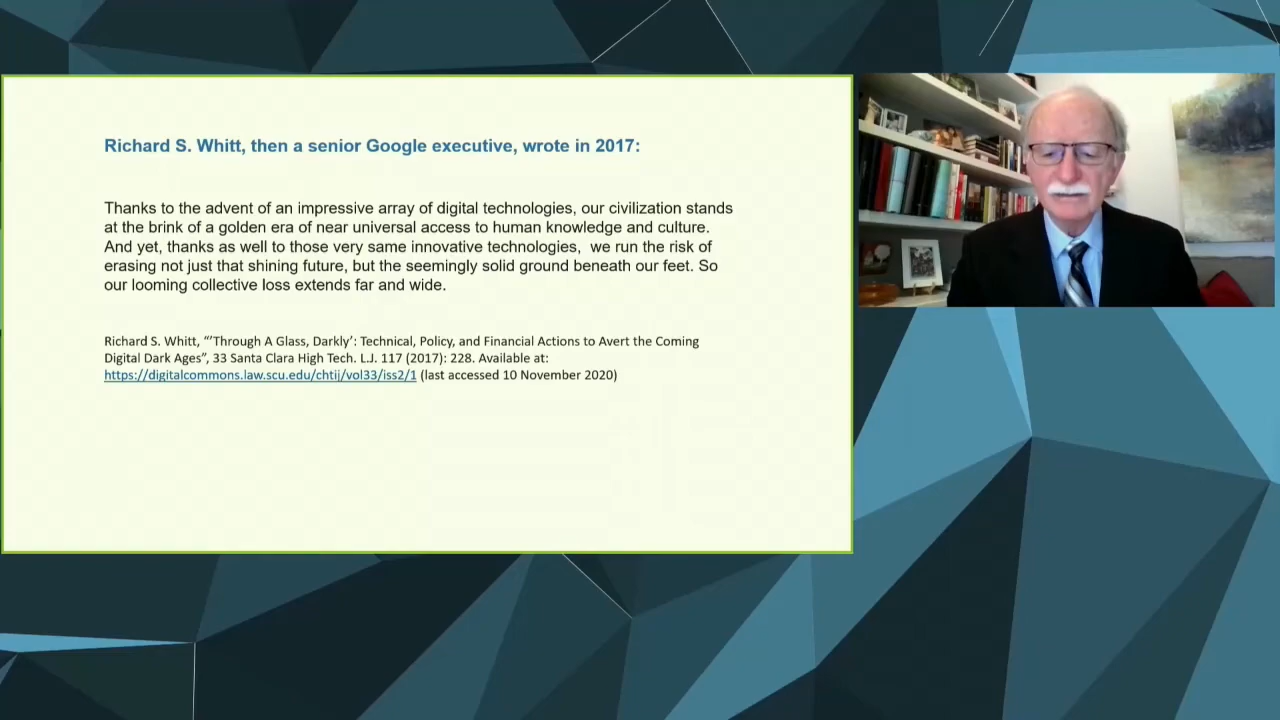 Richard S. Whitt, then a senior Google executive, wrote in 2017:
Thanks to the advent of an impressive array of digital technologies, our civilization stands
at the brink of a golden era of near universal access to human knowledge and culture.
And yet, thanks as well to those very same innovative technologies,  we run the risk of
erasing not just that shining future, but the seemingly solid ground beneath our feet. So
our looming collective loss extends far and wide.
Richard S. Whitt, “‘Through A Glass, Darkly’: Technical, Policy, and Financial Actions to Avert the Coming
Digital Dark Ages”, 33 Santa Clara High Tech. L.J. 117 (2017): 228. Available at:
https://digitalcommons.law.scu.edu/chtlj/vol33/iss2/1 (last accessed 10 November 2020)